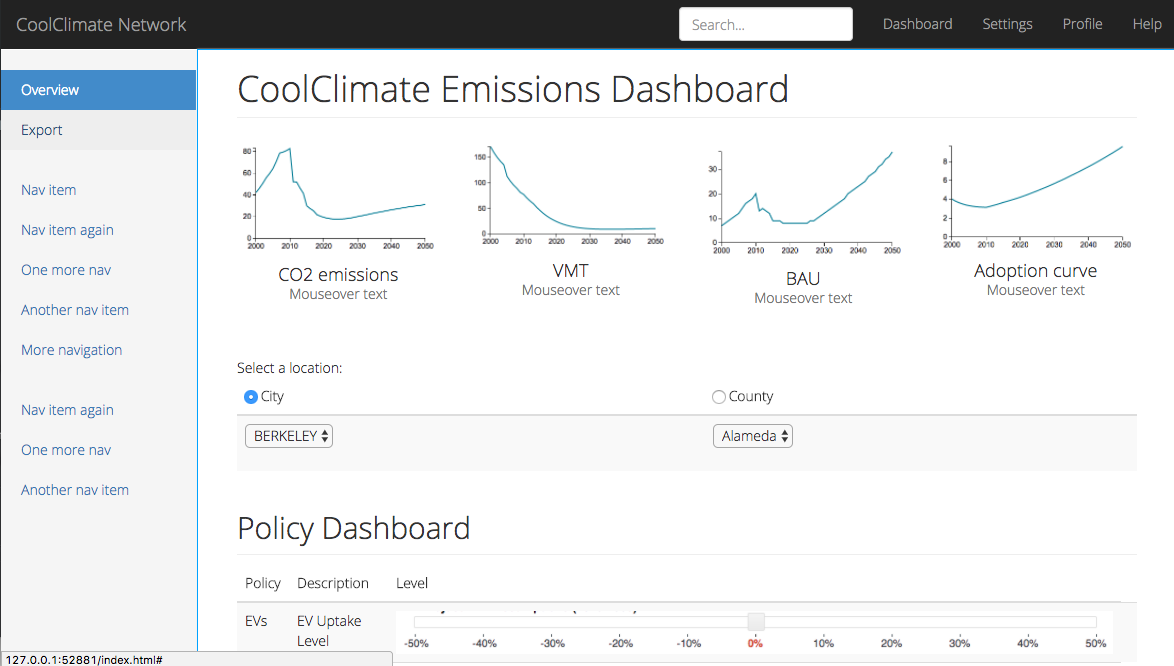 CoolClimate Network
Search...
Dashboard
Settings
Profile
Help
Overview
Export
Nav item
Nav item again
One more nav
Another nav item
More navigation
Nav item again
One more nav
Another nav item
CoolClimate Emissions Dashboard
80
60
40
20
0
2000 2010 2020 2030 2040 2050
CO2 emissions
Mouseover text
150
100
50
0
2000 2010 2020 2030 2040 2050
VMT
Mouseover text
30
20
10
0
2000 2010 2020 2030 2040 2050
BAU
Mouseover text
8
6
4
2
0
2000 2010 2020 2030 2040 2050
Adoption curve
Mouseover text
Select a location:
City
County
BERKELEY
Alameda
Policy Dashboard
Policy Description Level
EVs
EV Uptake
Level
-50% -40% -30% -20% -10% 0% 10% 20% 30% 40% 50%
127.0.0.1:52881/index.html#